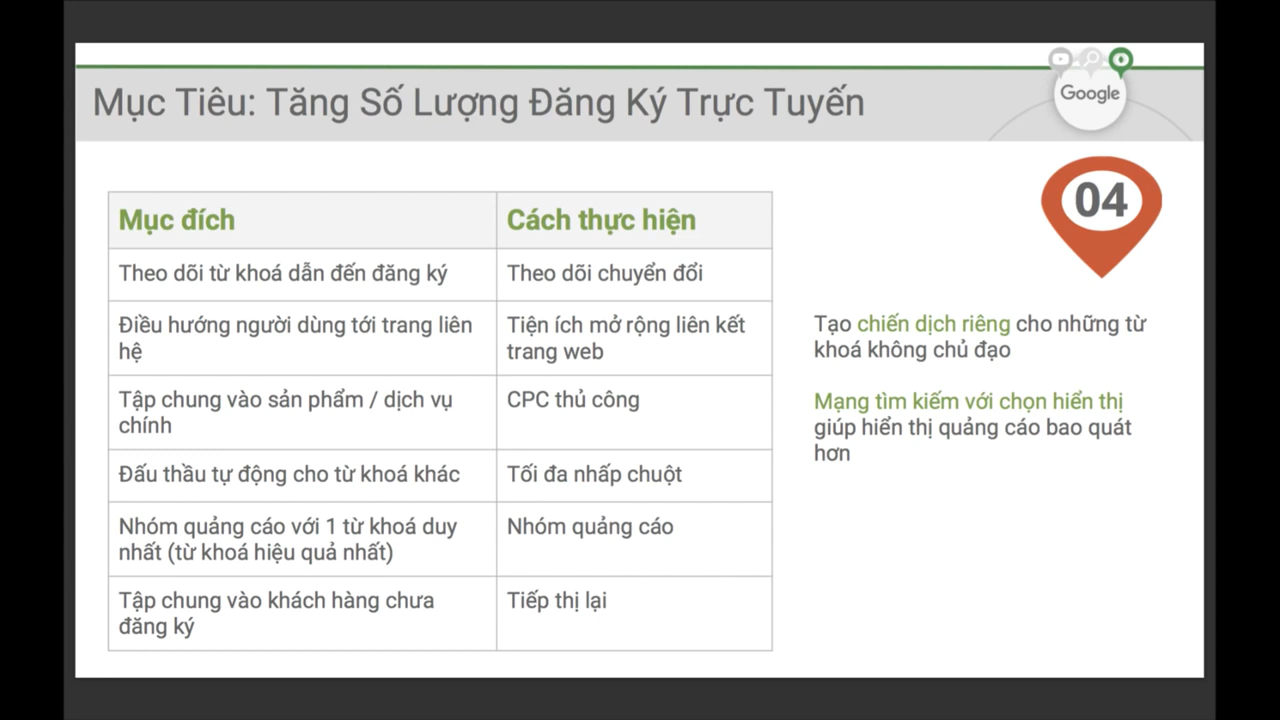 Mục Tiêu: Tăng Số Lượng Đăng Ký Trực Tuyến
Google
04
Mục đích
Cách thực hiện
Theo dõi từ khoá dẫn đến đăng ký
Theo dõi chuyển đổi
Điều hướng người dùng tới trang liên
hệ
Tiện ích mở rộng liên kết
trang web
Tập chung vào sản phẩm / dịch vụ
chính
CPC thủ công
Đấu thầu tự động cho từ khoá khác
Tối đa nhấp chuột
Nhóm quảng cáo với 1 từ khoá duy
nhất (từ khoá hiệu quả nhất)
Nhóm quảng cáo
Tập chung vào khách hàng chưa
đăng ký
Tiếp thị lại
Tạo chiến dịch riêng cho những từ
khoá không chủ đạo
Mạng tìm kiếm với chọn hiển thị
giúp hiển thị quảng cáo bao quát
hơn